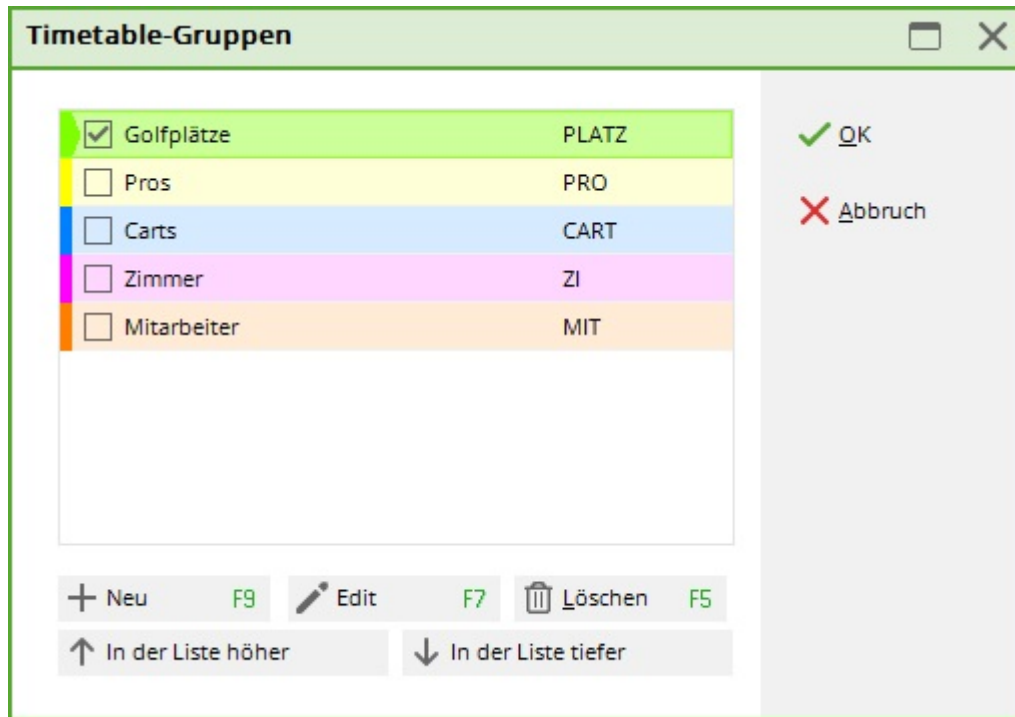 Timetable-Gruppen
Golfplätze PLATZ
Pros PRO
Carts CART
Zimmer ZI
Mitarbeiter MIT
OK
Abbruch
Neu F9 Edit F7 Löschen F5
In der Liste höher In der Liste tiefer